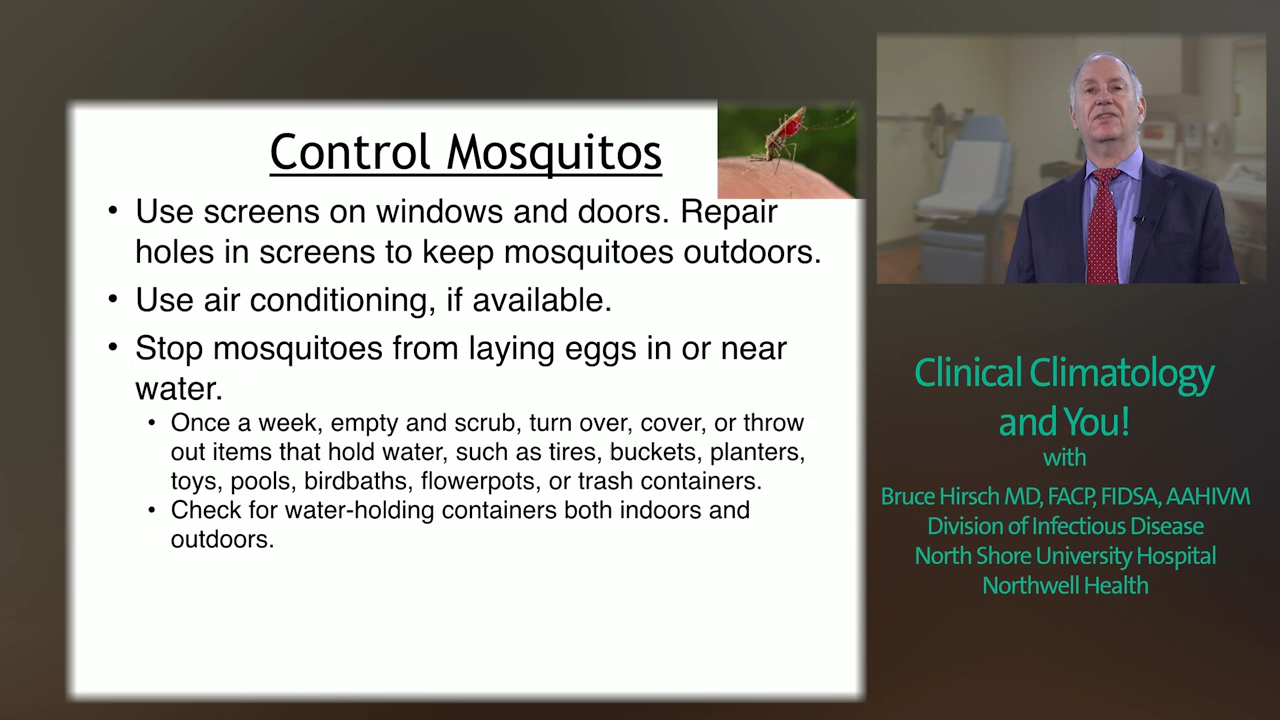 Control Mosquitos
• Use screens on windows and doors. Repair
holes in screens to keep mosquitoes outdoors.
• Use air conditioning, if available.
• Stop mosquitoes from laying eggs in or near
water.
• Once a week, empty and scrub, turn over, cover, or throw
out items that hold water, such as tires, buckets, planters,
toys, pools, birdbaths, flowerpots, or trash containers.
• Check for water-holding containers both indoors and
outdoors.
Clinical Climatology
and You!
with
Bruce Hirsch MD, FACP, FIDSA, AAHIVM
Division of Infectious Disease
North Shore University Hospital
Northwell Health